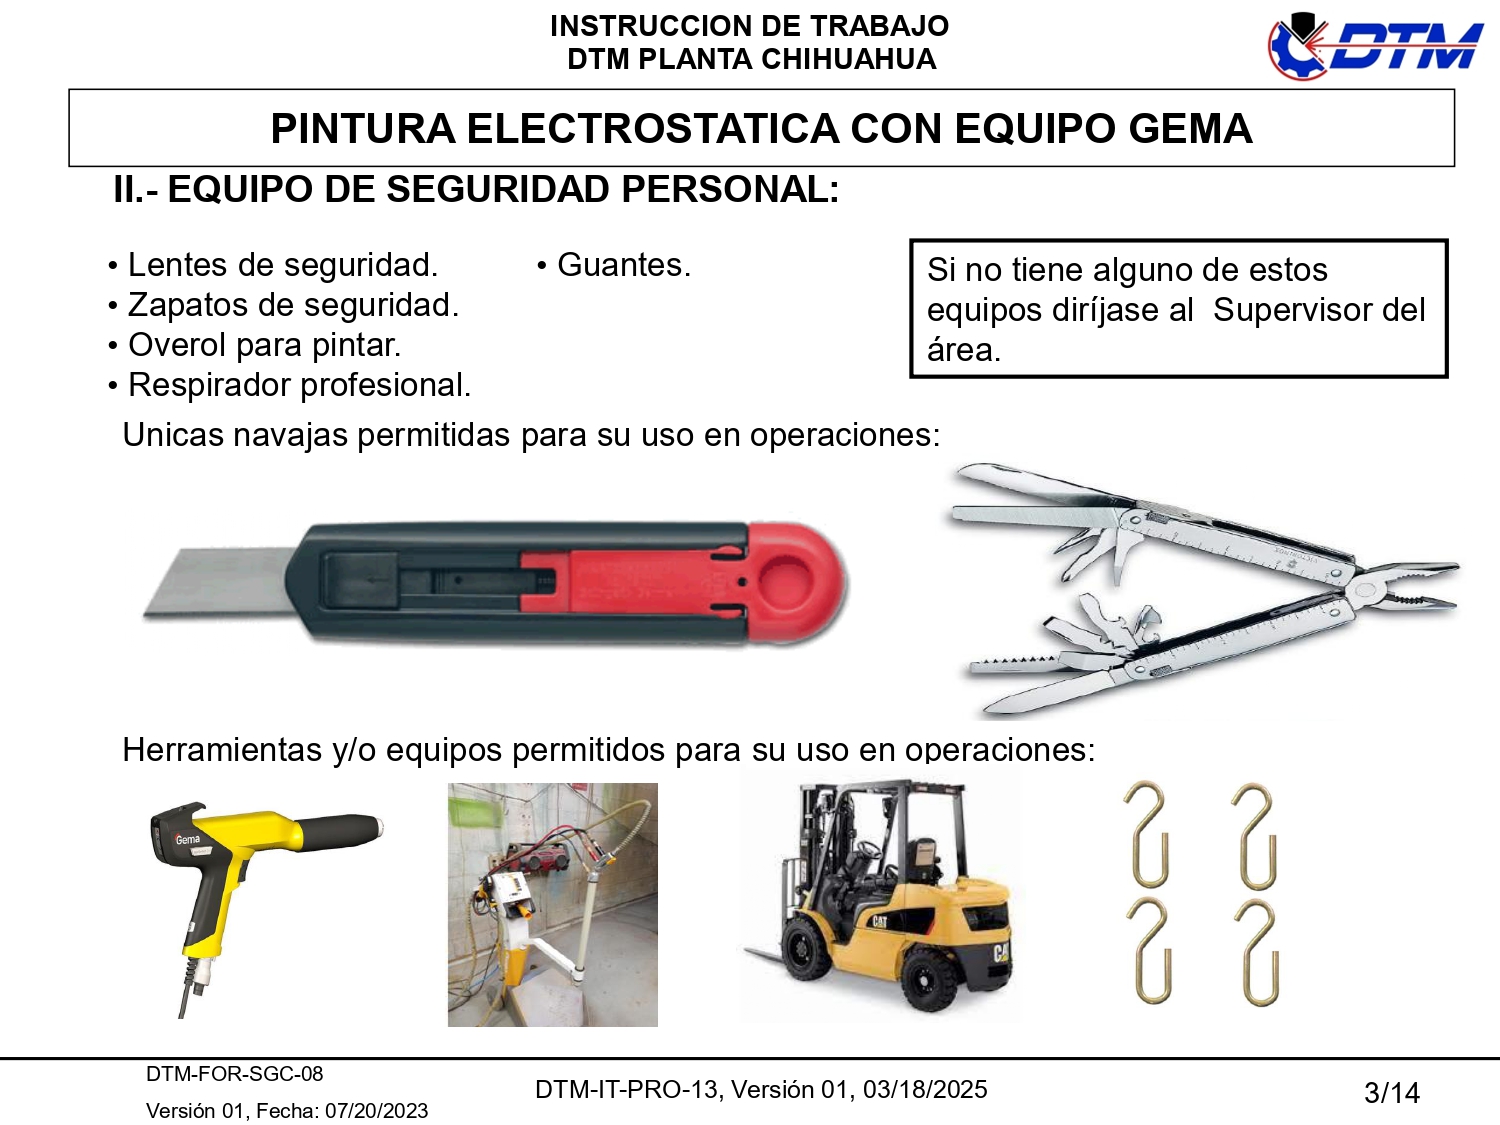 INSTRUCCION DE TRABAJO
DTM PLANTA CHIHUAHUA
DTM
PINTURA ELECTROSTATICA CON EQUIPO GEMA
II.- EQUIPO DE SEGURIDAD PERSONAL:
• Lentes de seguridad.
• Zapatos de seguridad.
• Overol para pintar.
• Respirador profesional.
• Guantes.
Si no tiene alguno de estos
equipos diríjase al  Supervisor del
área.
Unicas navajas permitidas para su uso en operaciones:
VICTORINOX
Herramientas y/o equipos permitidos para su uso en operaciones:
Gema
CAT
CAT
DTM-FOR-SGC-08
Versión 01, Fecha: 07/20/2023
DTM-IT-PRO-13, Versión 01, 03/18/2025
3/14